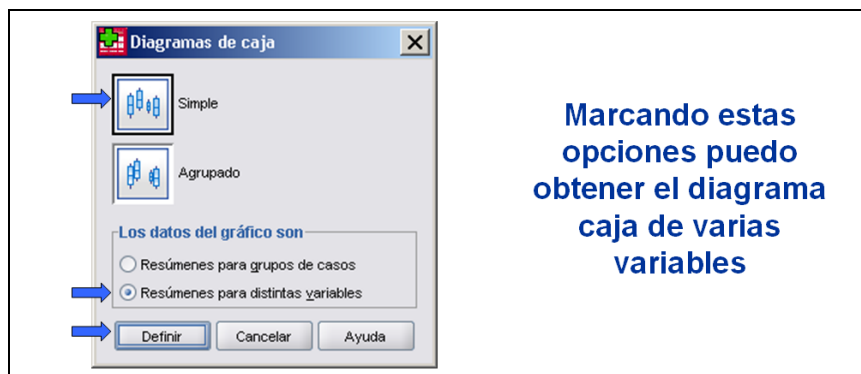 Diagramas de caja
Simple
Agrupado
Los datos del gráfico son
Resúmenes para grupos de casos
Resúmenes para distintas variables
Definir Cancelar Ayuda
Marcando estas
opciones puedo
obtener el diagrama
caja de varias
variables